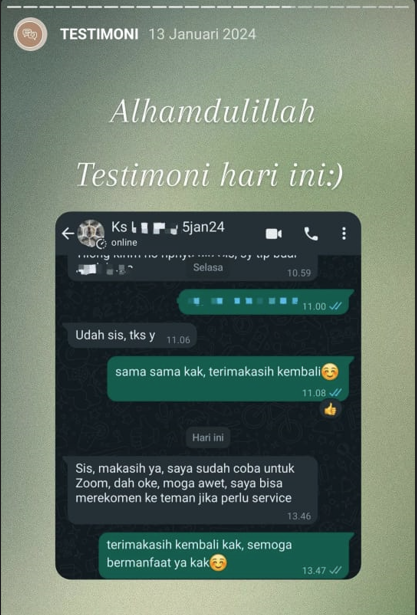 TESTIMONI 13 Januari 2024
Alhamdulillah
Testimoni hari ini:)
Ks 5jan24
online
Selasa
10.59
11.00
Udah sis, tks y 11.06
sama sama kak, terimakasih kembali☺️
11.08
👍
Hari ini
Sis, makasih ya, saya sudah coba untuk
Zoom, dah oke, moga awet, saya bisa
merekomen ke teman jika perlu service
13.46
terimakasih kembali kak, semoga
bermanfaat ya kak☺️
13.47